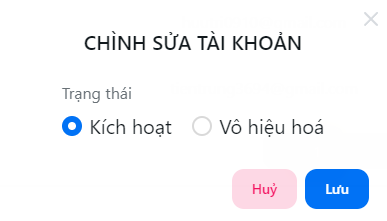 CHỈNH SỬA TÀI KHOẢN
Trạng thái
Kích hoạt Vô hiệu hoá
Huỷ Lưu